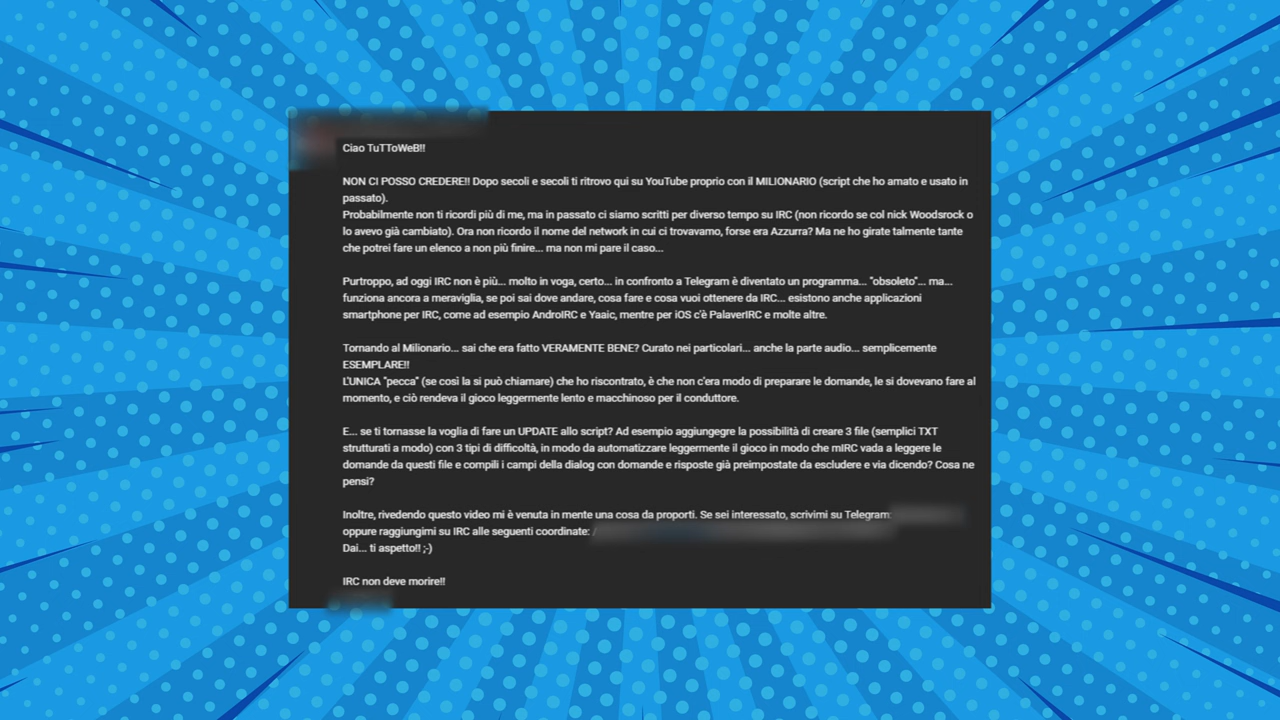 Ciao TuTToWeB!!
NON CI POSSO CREDERE!! Dopo secoli e secoli ti ritrovo qui su YouTube proprio con il MILIONARIO (script che ho amato e usato in
passato).
Probabilmente non ti ricordi più di me, ma in passato ci siamo scritti per diverso tempo su IRC (non ricordo se col nick Woodsrock o
lo avevo già cambiato). Ora non ricordo il nome del network in cui ci trovavamo, forse era Azzurra? Ma ne ho girate talmente tante
che potrei fare un elenco a non più finire... ma non mi pare il caso...
Purtroppo, ad oggi IRC non è più... molto in voga, certo... in confronto a Telegram è diventato un programma... "obsoleto"... ma...
funziona ancora a meraviglia, se poi sai dove andare, cosa fare e cosa vuoi ottenere da IRC... esistono anche applicazioni
smartphone per IRC, come ad esempio AndroIRC e Yaaic, mentre per iOS c'è PalaverIRC e molte altre.
Tornando al Milionario... sai che era fatto VERAMENTE BENE? Curato nei particolari... anche la parte audio... semplicemente
ESEMPLARE!!
L'UNICA "pecca" (se così la si può chiamare) che ho riscontrato, è che non c'era modo di preparare le domande, le si dovevano fare al
momento, e ciò rendeva il gioco leggermente lento e macchinoso per il conduttore.
E... se ti tornasse la voglia di fare un UPDATE allo script? Ad esempio aggiungegre la possibilità di creare 3 file (semplici TXT
strutturati a modo) con 3 tipi di difficoltà, in modo da automatizzare leggermente il gioco in modo che mIRC vada a leggere le
domande da questi file e compili i campi della dialog con domande e risposte già preimpostate da escludere e via dicendo? Cosa ne
pensi?
Inoltre, rivedendo questo video mi è venuta in mente una cosa da proporti. Se sei interessato, scrivimi su Telegram:
oppure raggiungimi su IRC alle seguenti coordinate: /
Dai... ti aspetto!! ;-)
IRC non deve morire!!